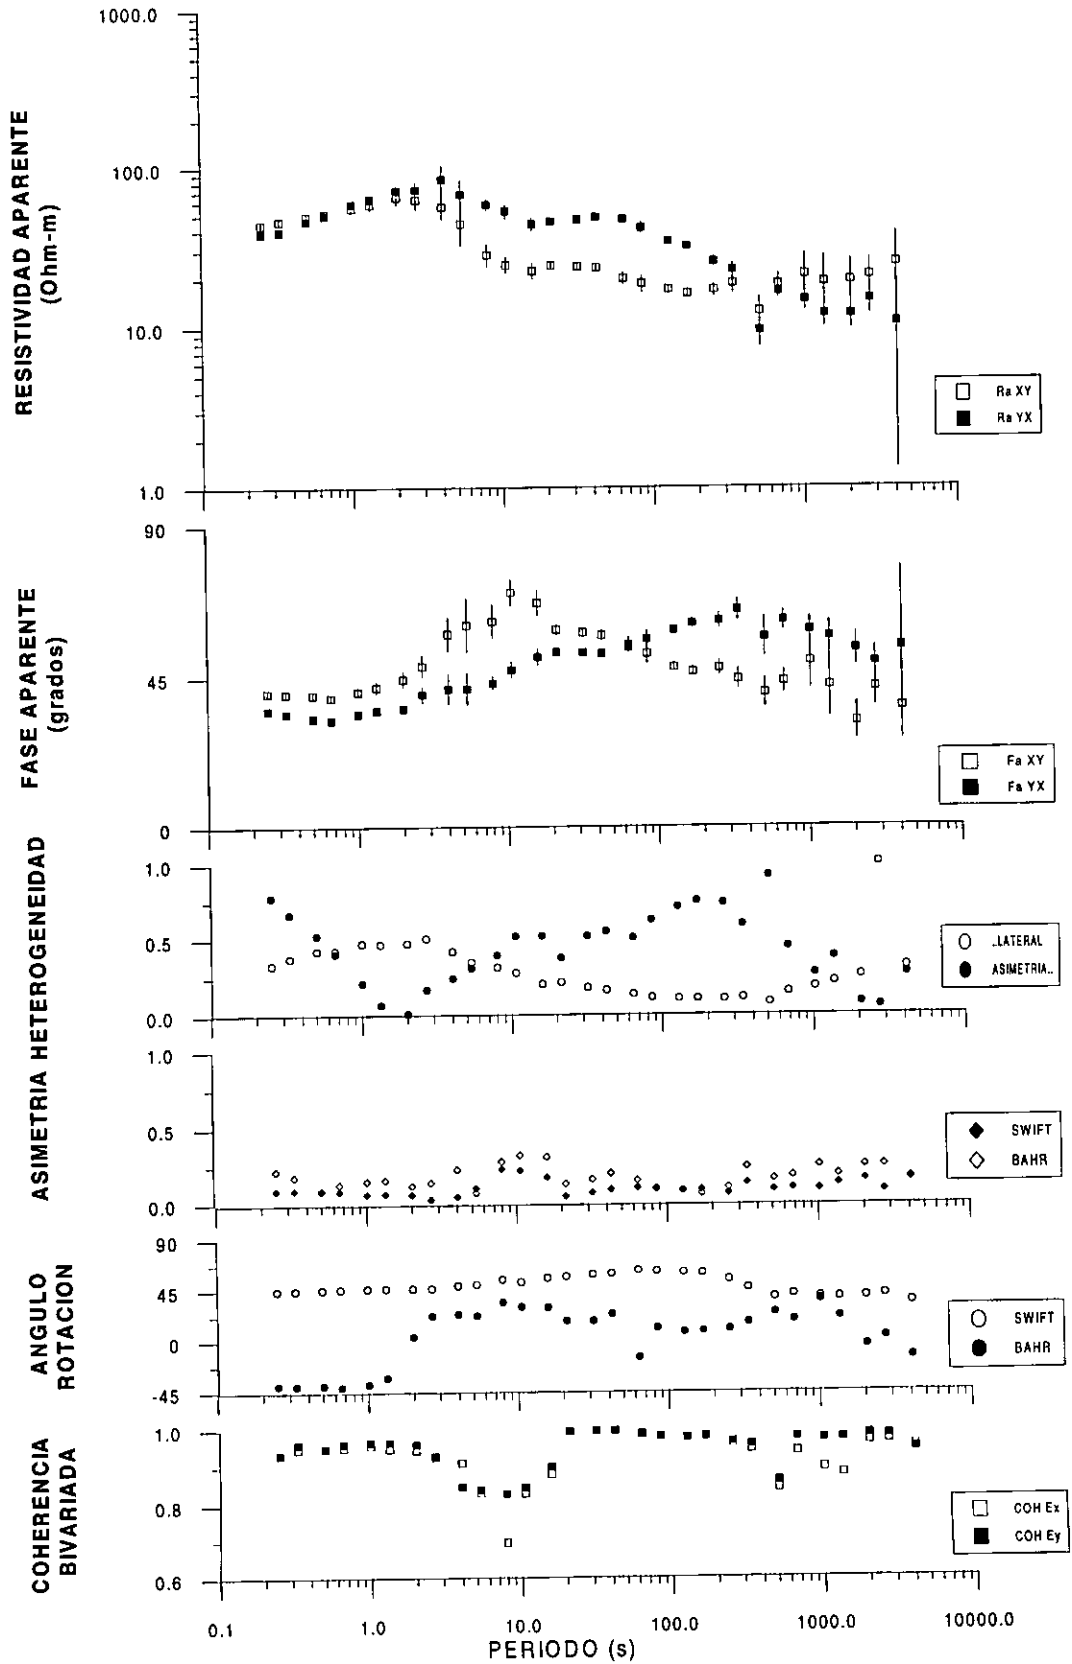 RESISTIVIDAD APARENTE
(Ohm-m)
1000.0
100.0
10.0
1.0
Ra XY
Ra YX
FASE APARENTE
(grados)
90
45
0
Fa XY
Fa YX
ASIMETRIA HETEROGENEIDAD
1.0
0.5
0.0
..LATERAL
ASIMETRIA..
1.0
0.5
0.0
SWIFT
BAHR
ANGULO
ROTACION
90
45
0
-45
SWIFT
BAHR
COHERENCIA
BIVARIADA
1.0
0.8
0.6
COH Ex
COH Ey
0.1
1.0
10.0
100.0
1000.0
10000.0
PERIODO (s)